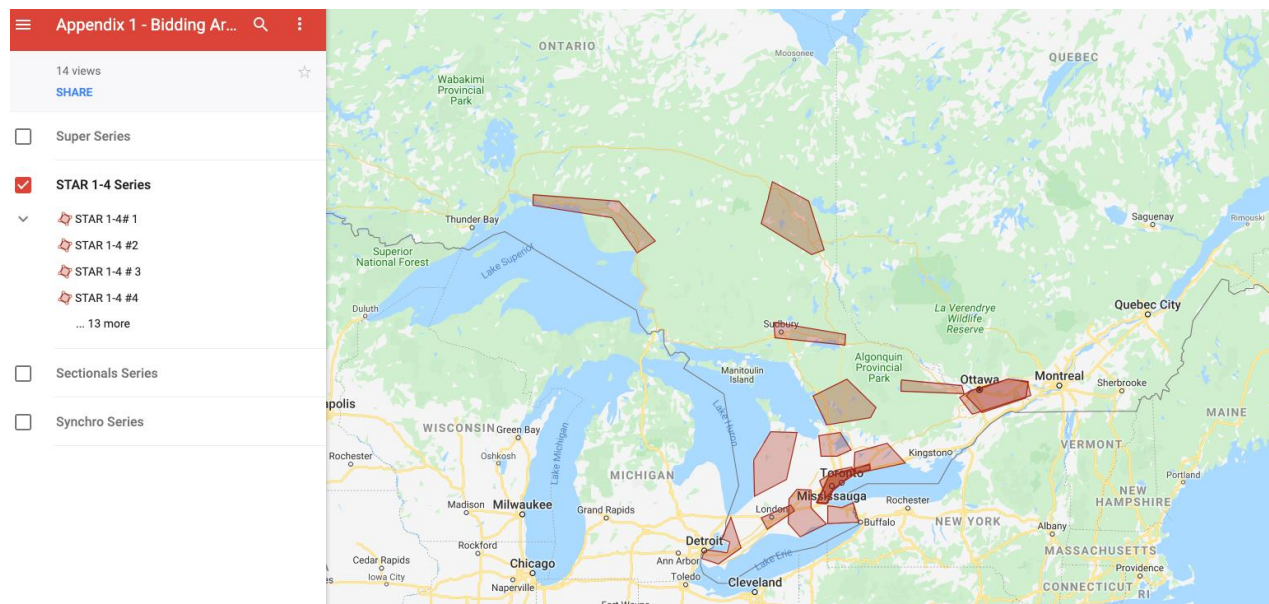 Appendix 1 - Bidding Ar...
14 views
SHARE
Super Series
STAR 1-4 Series
STAR 1-4# 1
STAR 1-4 #2
STAR 1-4 # 3
STAR 1-4 #4
... 13 more
Sectionals Series
Synchro Series
ONTARIO
Moosonee
QUEBEC
Wabakimi
Provincial
Park
Thunder Bay
Saguenay
Rimouski
Superior
National Forest
Lake Superior
Duluth
La Verendrye
Wildlife
Reserve
Quebec City
Sudbury
Algonquin
Provincial
Park
Manitoulin
Island
Ottawa
Montreal
Sherbrooke
MAINE
apolis
WISCONSIN
Green Bay
Lake Huron
Rochester
Oshkosh
Lake Michigan
MICHIGAN
Kingston
VERMONT
Portland
Toronto
Mississauga
Rochester
NEW
HAMPSHIRE
Madison
Milwaukee
Grand Rapids
London
Buffalo
NEW YORK
Albany
Rockford
Detroit
Ann Arbor
Lake Erie
MASSACHUSETTS
Cedar Rapids
Iowa City
Chicago
Naperville
Toledo
Cleveland
Providence
CONNECTICUT
RI
es
Fort Wayne